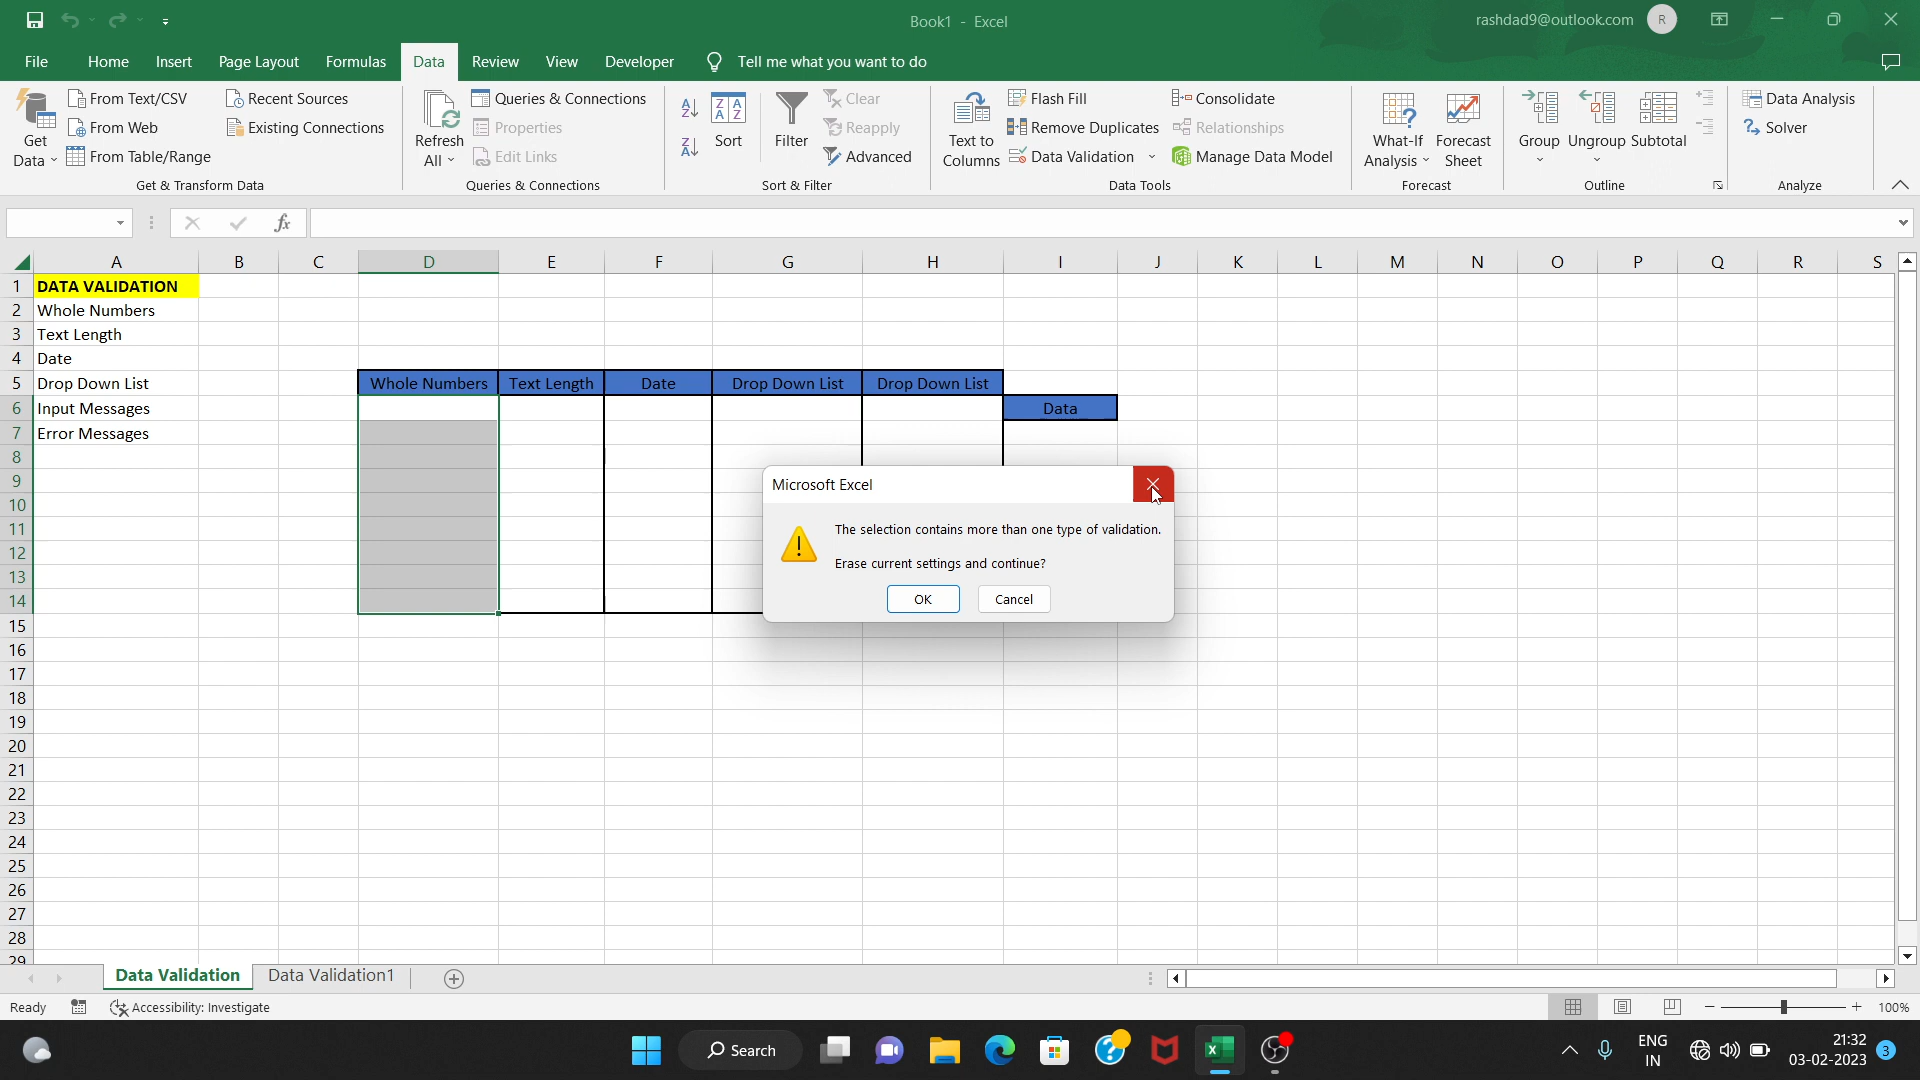 Book1 - Excel
rashdad9@outlook.com R
File Home Insert Page Layout Formulas Data Review View Developer Tell me what you want to do
Get Data
From Text/CSV
From Web
From Table/Range
Recent Sources
Existing Connections
Get & Transform Data
Refresh All
Queries & Connections
Properties
Edit Links
Queries & Connections
Sort
Filter
Clear
Reapply
Advanced
Sort & Filter
Text to Columns
Flash Fill
Remove Duplicates
Data Validation
Consolidate
Relationships
Manage Data Model
Data Tools
What-If Analysis
Forecast Sheet
Forecast
Group
Ungroup
Subtotal
Outline
Data Analysis
Solver
Analyze
fx
A B C D E F G H I J K L M N O P Q R S
1 DATA VALIDATION
2 Whole Numbers
3 Text Length
4 Date
5 Drop Down List Whole Numbers Text Length Date Drop Down List Drop Down List
6 Input Messages Data
7 Error Messages
8
9
10
11
12
13
14
15
16
17
18
19
20
21
22
23
24
25
26
27
28
29
Microsoft Excel
The selection contains more than one type of validation.
Erase current settings and continue?
OK Cancel
Data Validation Data Validation1
Ready Accessibility: Investigate 100%
Search
ENG
IN
21:32
03-02-2023
3